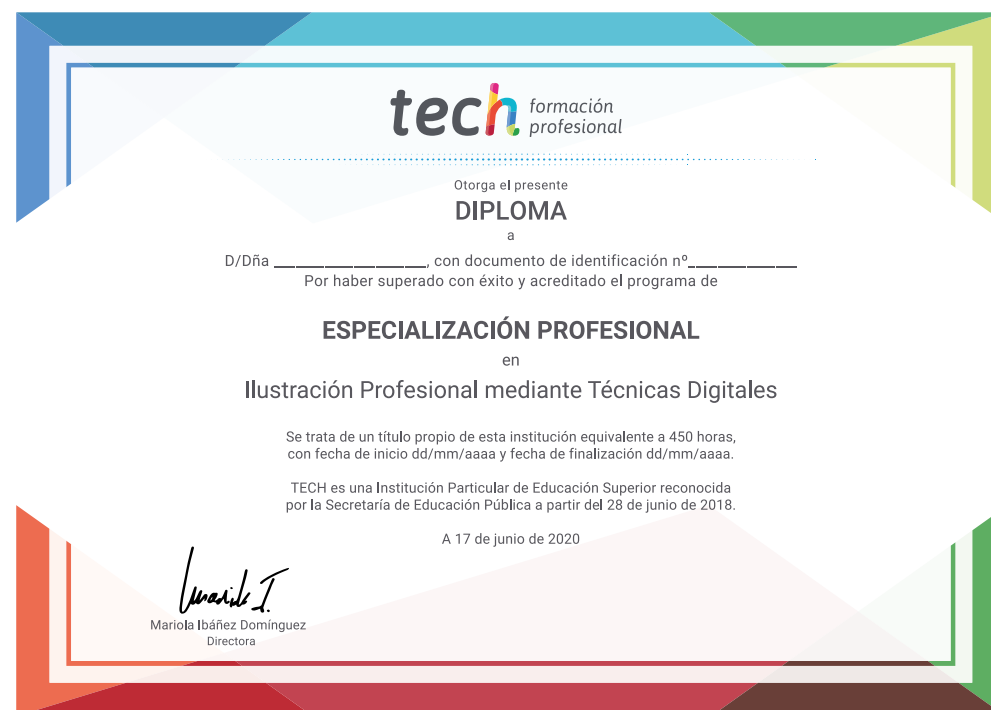 tech formación
profesional
Otorga el presente
DIPLOMA
a
D/Dña ________________, con documento de identificación nº____________
Por haber superado con éxito y acreditado el programa de
ESPECIALIZACIÓN PROFESIONAL
en
Ilustración Profesional mediante Técnicas Digitales
Se trata de un título propio de esta institución equivalente a 450 horas,
con fecha de inicio dd/mm/aaaa y fecha de finalización dd/mm/aaaa.
TECH es una Institución Particular de Educación Superior reconocida
por la Secretaría de Educación Pública a partir del 28 de junio de 2018.
A 17 de junio de 2020
Mariola Ibáñez Domínguez
Directora